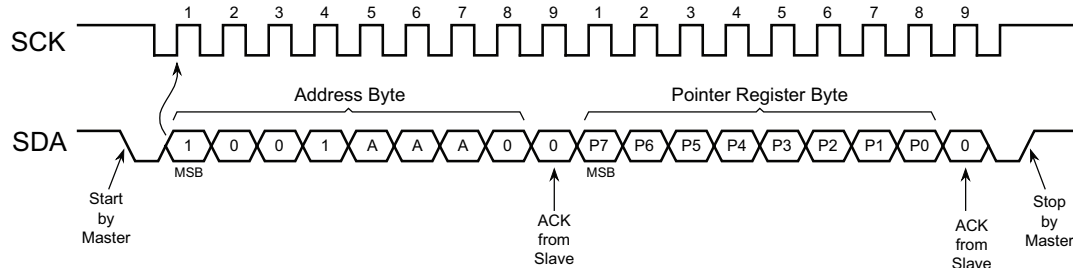 1 2 3 4 5 6 7 8 9 1 2 3 4 5 6 7 8 9
SCK
Address Byte
Pointer Register Byte
SDA
1 0 0 1 A A A 0 0 P7 P6 P5 P4 P3 P2 P1 P0 0
MSB
MSB
Start
by
Master
ACK
from
Slave
ACK
from
Slave
Stop
by
Master